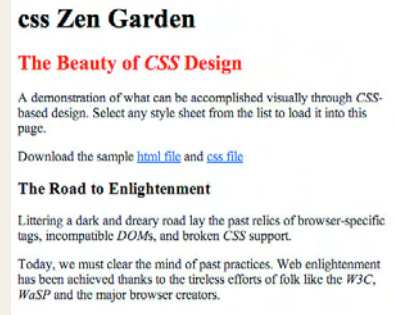 css Zen Garden
The Beauty of CSS Design
A demonstration of what can be accomplished visually through CSS-
based design. Select any style sheet from the list to load it into this
page.
Download the sample html file and css file
The Road to Enlightenment
Littering a dark and dreary road lay the past relics of browser-specific
tags, incompatible DOMs, and broken CSS support.
Today, we must clear the mind of past practices. Web enlightenment
has been achieved thanks to the tireless efforts of folk like the W3C,
WaSP and the major browser creators.